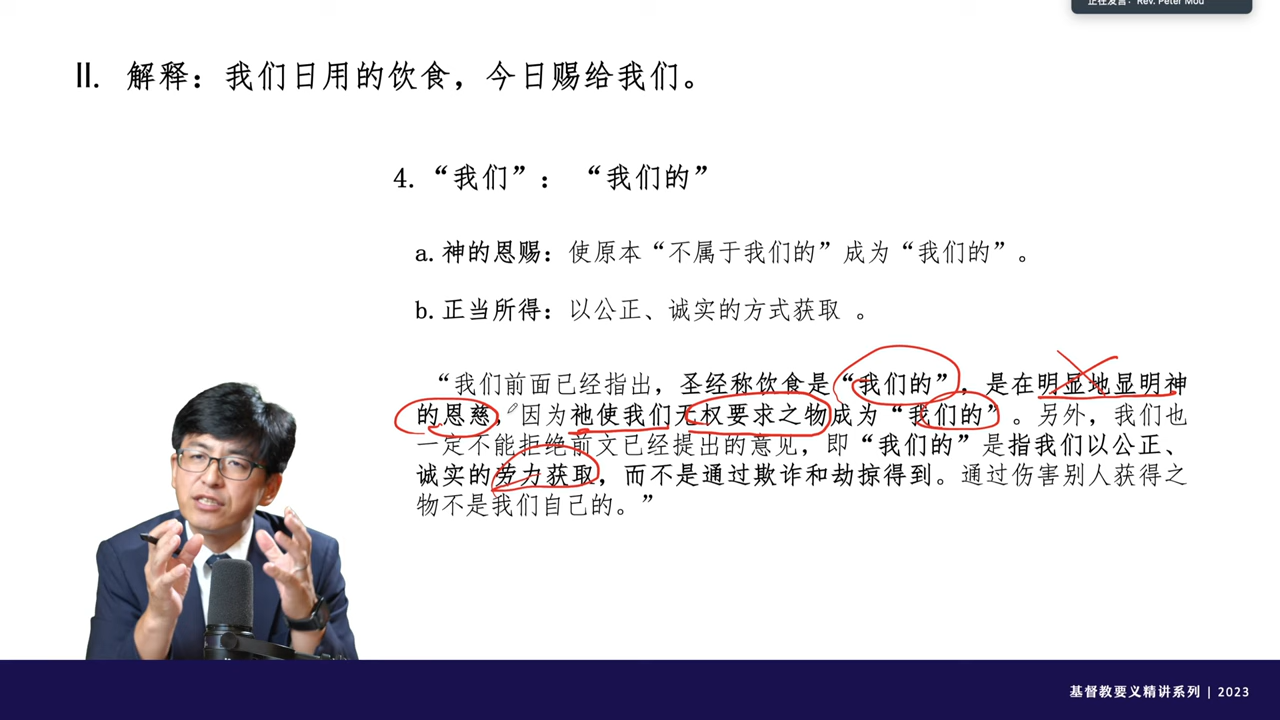 正在发言: Rev. Peter Mou
II. 解释：我们日用的饮食，今日赐给我们。
4. “我们”： “我们的”
a. 神的恩赐：使原本“不属于我们的”成为“我们的”。
b. 正当所得：以公正、诚实的方式获取 。
“我们前面已经指出，圣经称饮食是“我们的”，是在明显地显明神
的恩慈，因为祂使我们无权要求之物成为“我们的”。另外，我们也
一定不能拒绝前文已经提出的意见，即“我们的”是指我们以公正、
诚实的劳力获取，而不是通过欺诈和劫掠得到。通过伤害别人获得之
物不是我们自己的。”
基督教要义精讲系列 | 2023